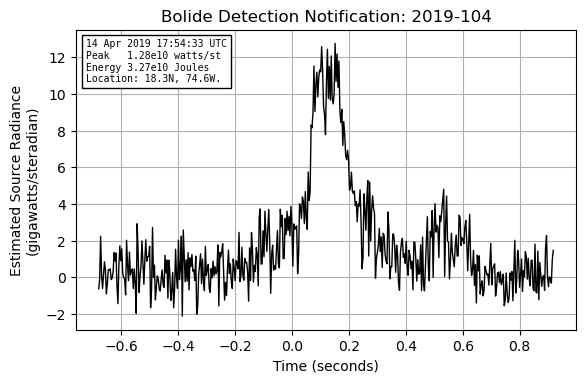 Bolide Detection Notification: 2019-104
14 Apr 2019 17:54:33 UTC
Peak   1.28e10 watts/st
Energy 3.27e10 Joules
Location: 18.3N, 74.6W.
12
10
8
6
4
2
0
−2
Estimated Source Radiance
(gigawatts/steradian)
−0.6 −0.4 −0.2 0.0 0.2 0.4 0.6 0.8
Time (seconds)